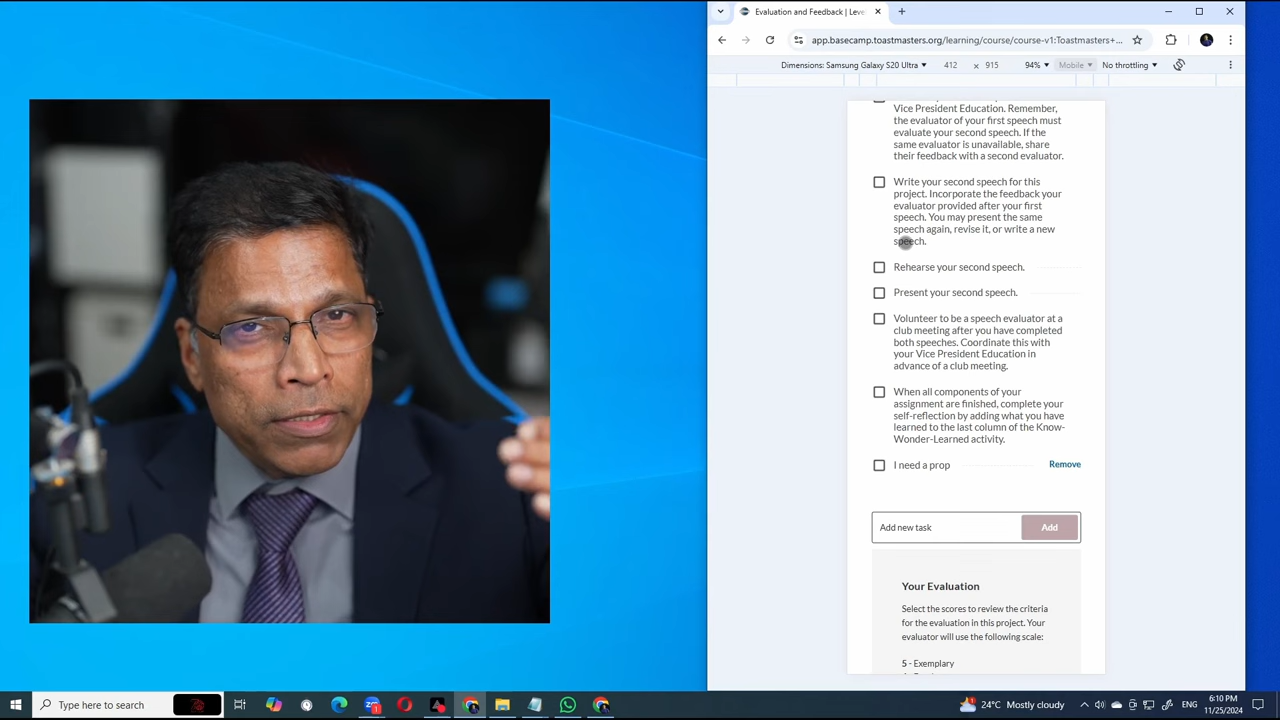 Evaluation and Feedback | Leve
app.basecamp.toastmasters.org/learning/course/course-v1:Toastmasters+...
Dimensions: Samsung Galaxy S20 Ultra 412 × 915 94% Mobile No throttling
Vice President Education. Remember,
the evaluator of your first speech must
evaluate your second speech. If the
same evaluator is unavailable, share
their feedback with a second evaluator.
Write your second speech for this
project. Incorporate the feedback your
evaluator provided after your first
speech. You may present the same
speech again, revise it, or write a new
speech.
Rehearse your second speech.
Present your second speech.
Volunteer to be a speech evaluator at a
club meeting after you have completed
both speeches. Coordinate this with
your Vice President Education in
advance of a club meeting.
When all components of your
assignment are finished, complete your
self-reflection by adding what you have
learned to the last column of the Know-
Wonder-Learned activity.
I need a prop Remove
Add new task Add
Your Evaluation
Select the scores to review the criteria
for the evaluation in this project. Your
evaluator will use the following scale:
5 - Exemplary
Type here to search
24°C Mostly cloudy
ENG
6:10 PM
11/25/2024